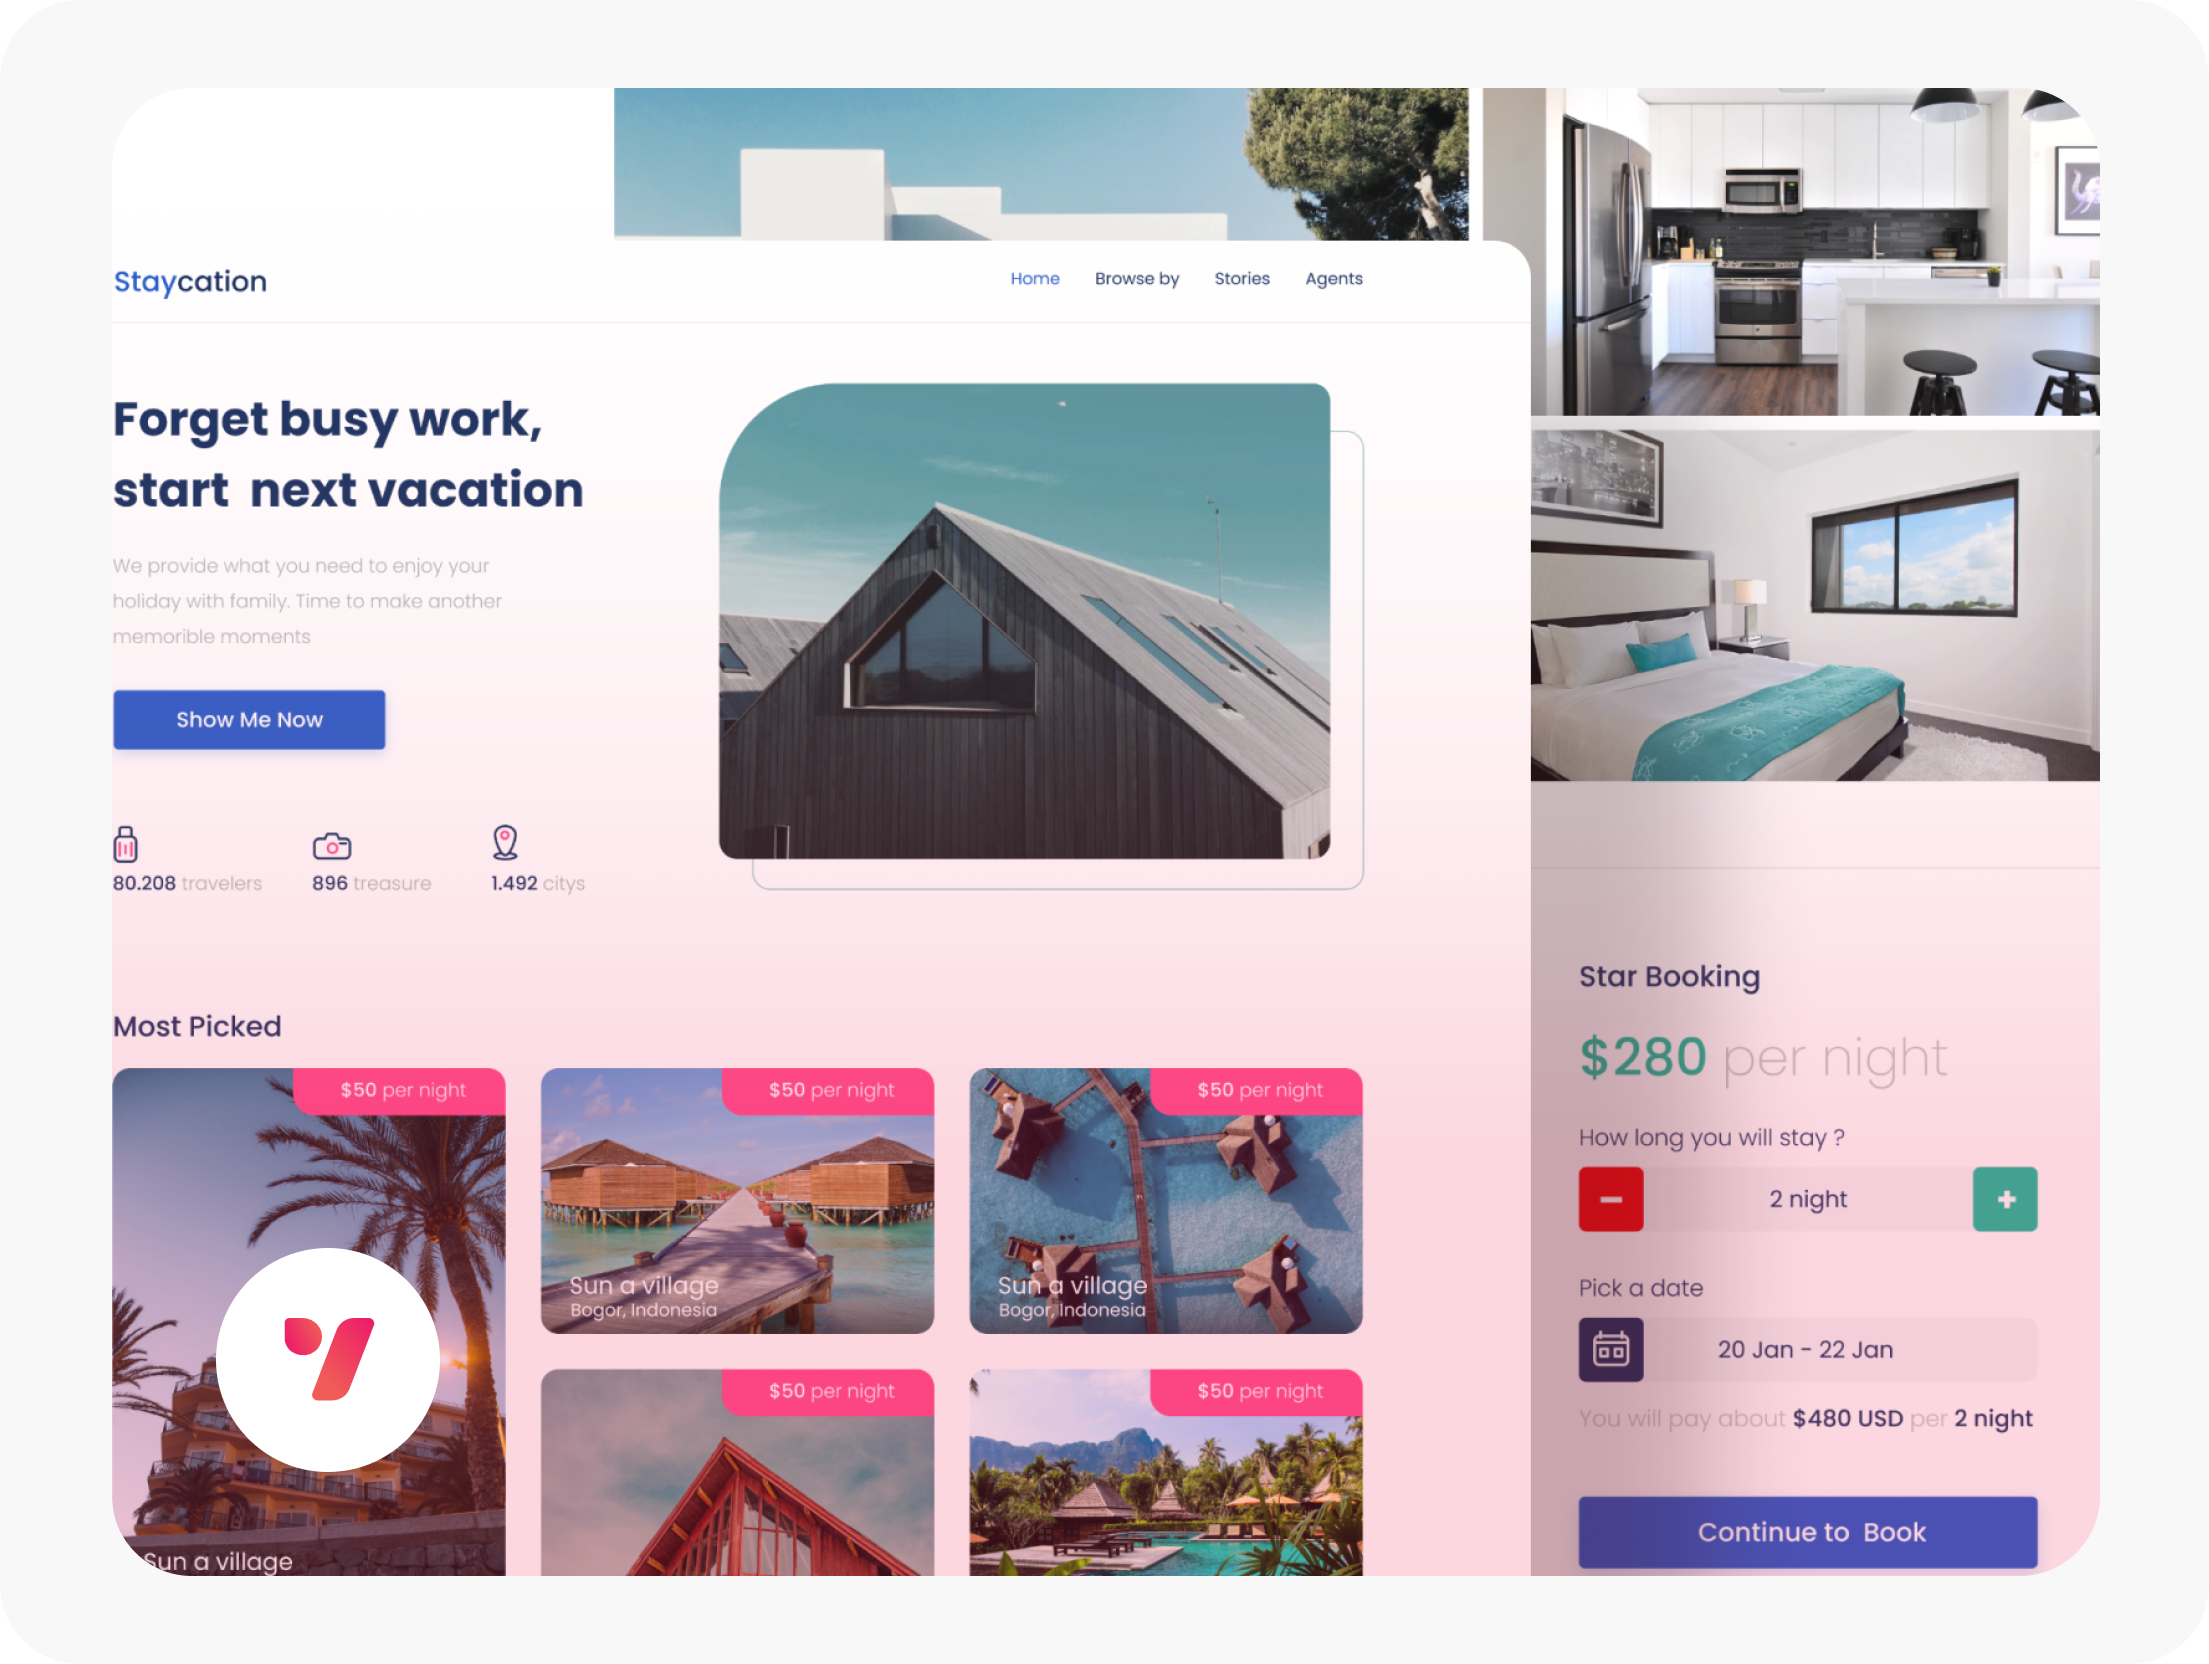 Staycation
Home
Browse by
Stories
Agents
Forget busy work,
start next vacation
We provide what you need to enjoy your
holiday with family. Time to make another
memorible moments
Show Me Now
80.208 travelers
896 treasure
1.492 citys
Most Picked
$50 per night
$50 per night
Sun a village
Bogor, Indonesia
$50 per night
Sun a village
Bogor, Indonesia
Sun a village
$50 per night
$50 per night
Star Booking
$280 per night
How long you will stay ?
2 night
Pick a date
20 Jan - 22 Jan
You will pay about $480 USD per 2 night
Continue to Book